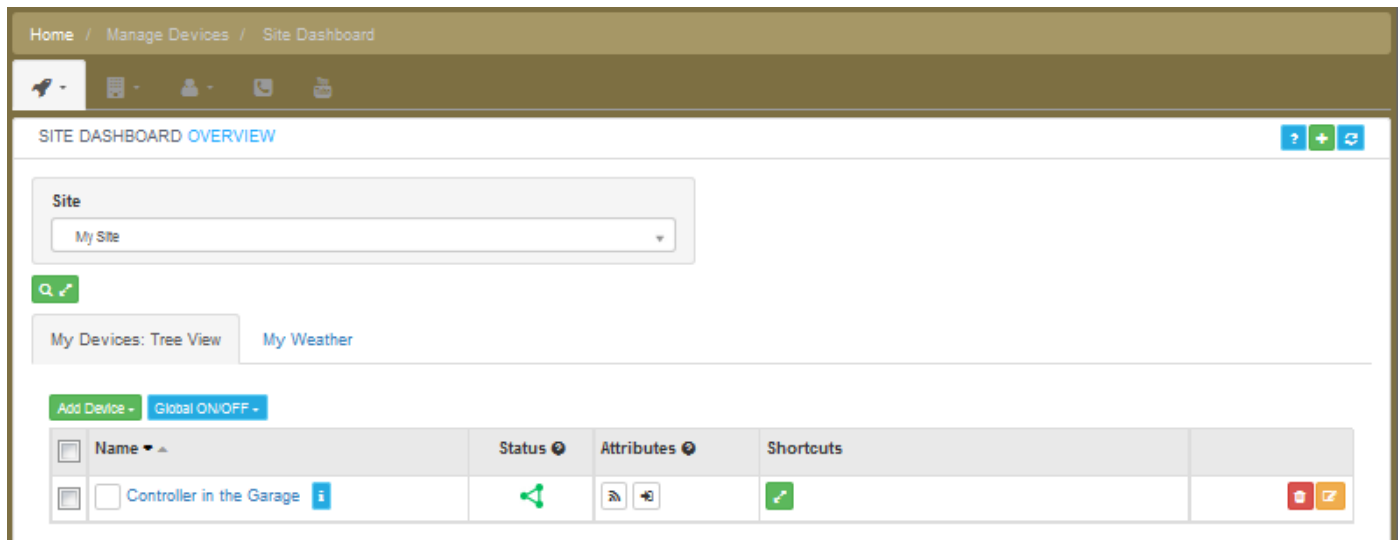 Home / Manage Devices / Site Dashboard
SITE DASHBOARD OVERVIEW
Site
My Site
My Devices: Tree View My Weather
Add Device Global ON/OFF
Name Status Attributes Shortcuts
Controller in the Garage